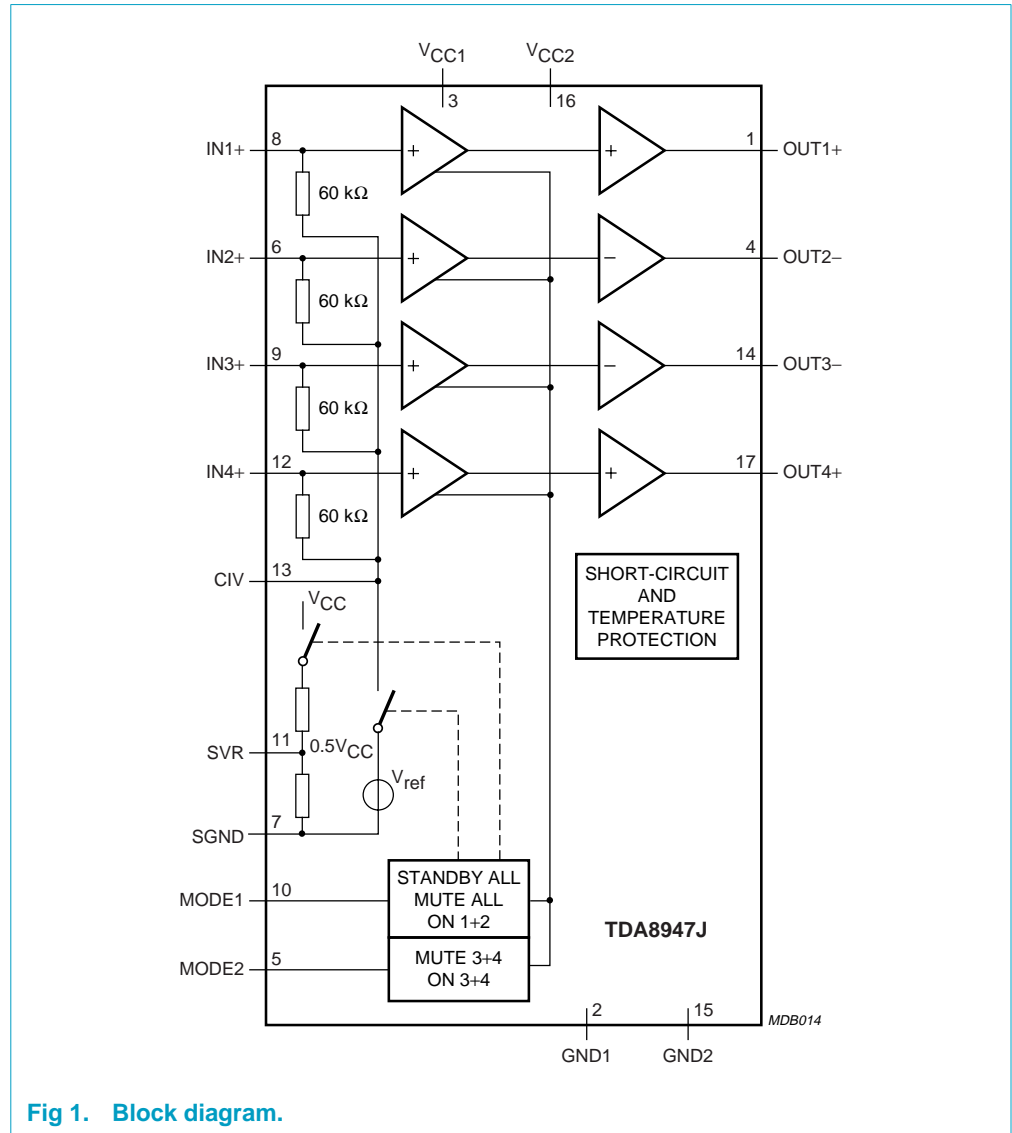 VCC1 VCC2
3 16
IN1+ 8 + + 1 OUT1+
60 kΩ
IN2+ 6 + − 4 OUT2−
60 kΩ
IN3+ 9 + − 14 OUT3−
60 kΩ
IN4+ 12 + + 17 OUT4+
60 kΩ
CIV 13
SHORT-CIRCUIT
AND
TEMPERATURE
PROTECTION
VCC
SVR 11 0.5VCC
Vref
SGND 7
MODE1 10
STANDBY ALL
MUTE ALL
ON 1+2
TDA8947J
MODE2 5
MUTE 3+4
ON 3+4
2 15
MDB014
GND1 GND2
Fig 1. Block diagram.